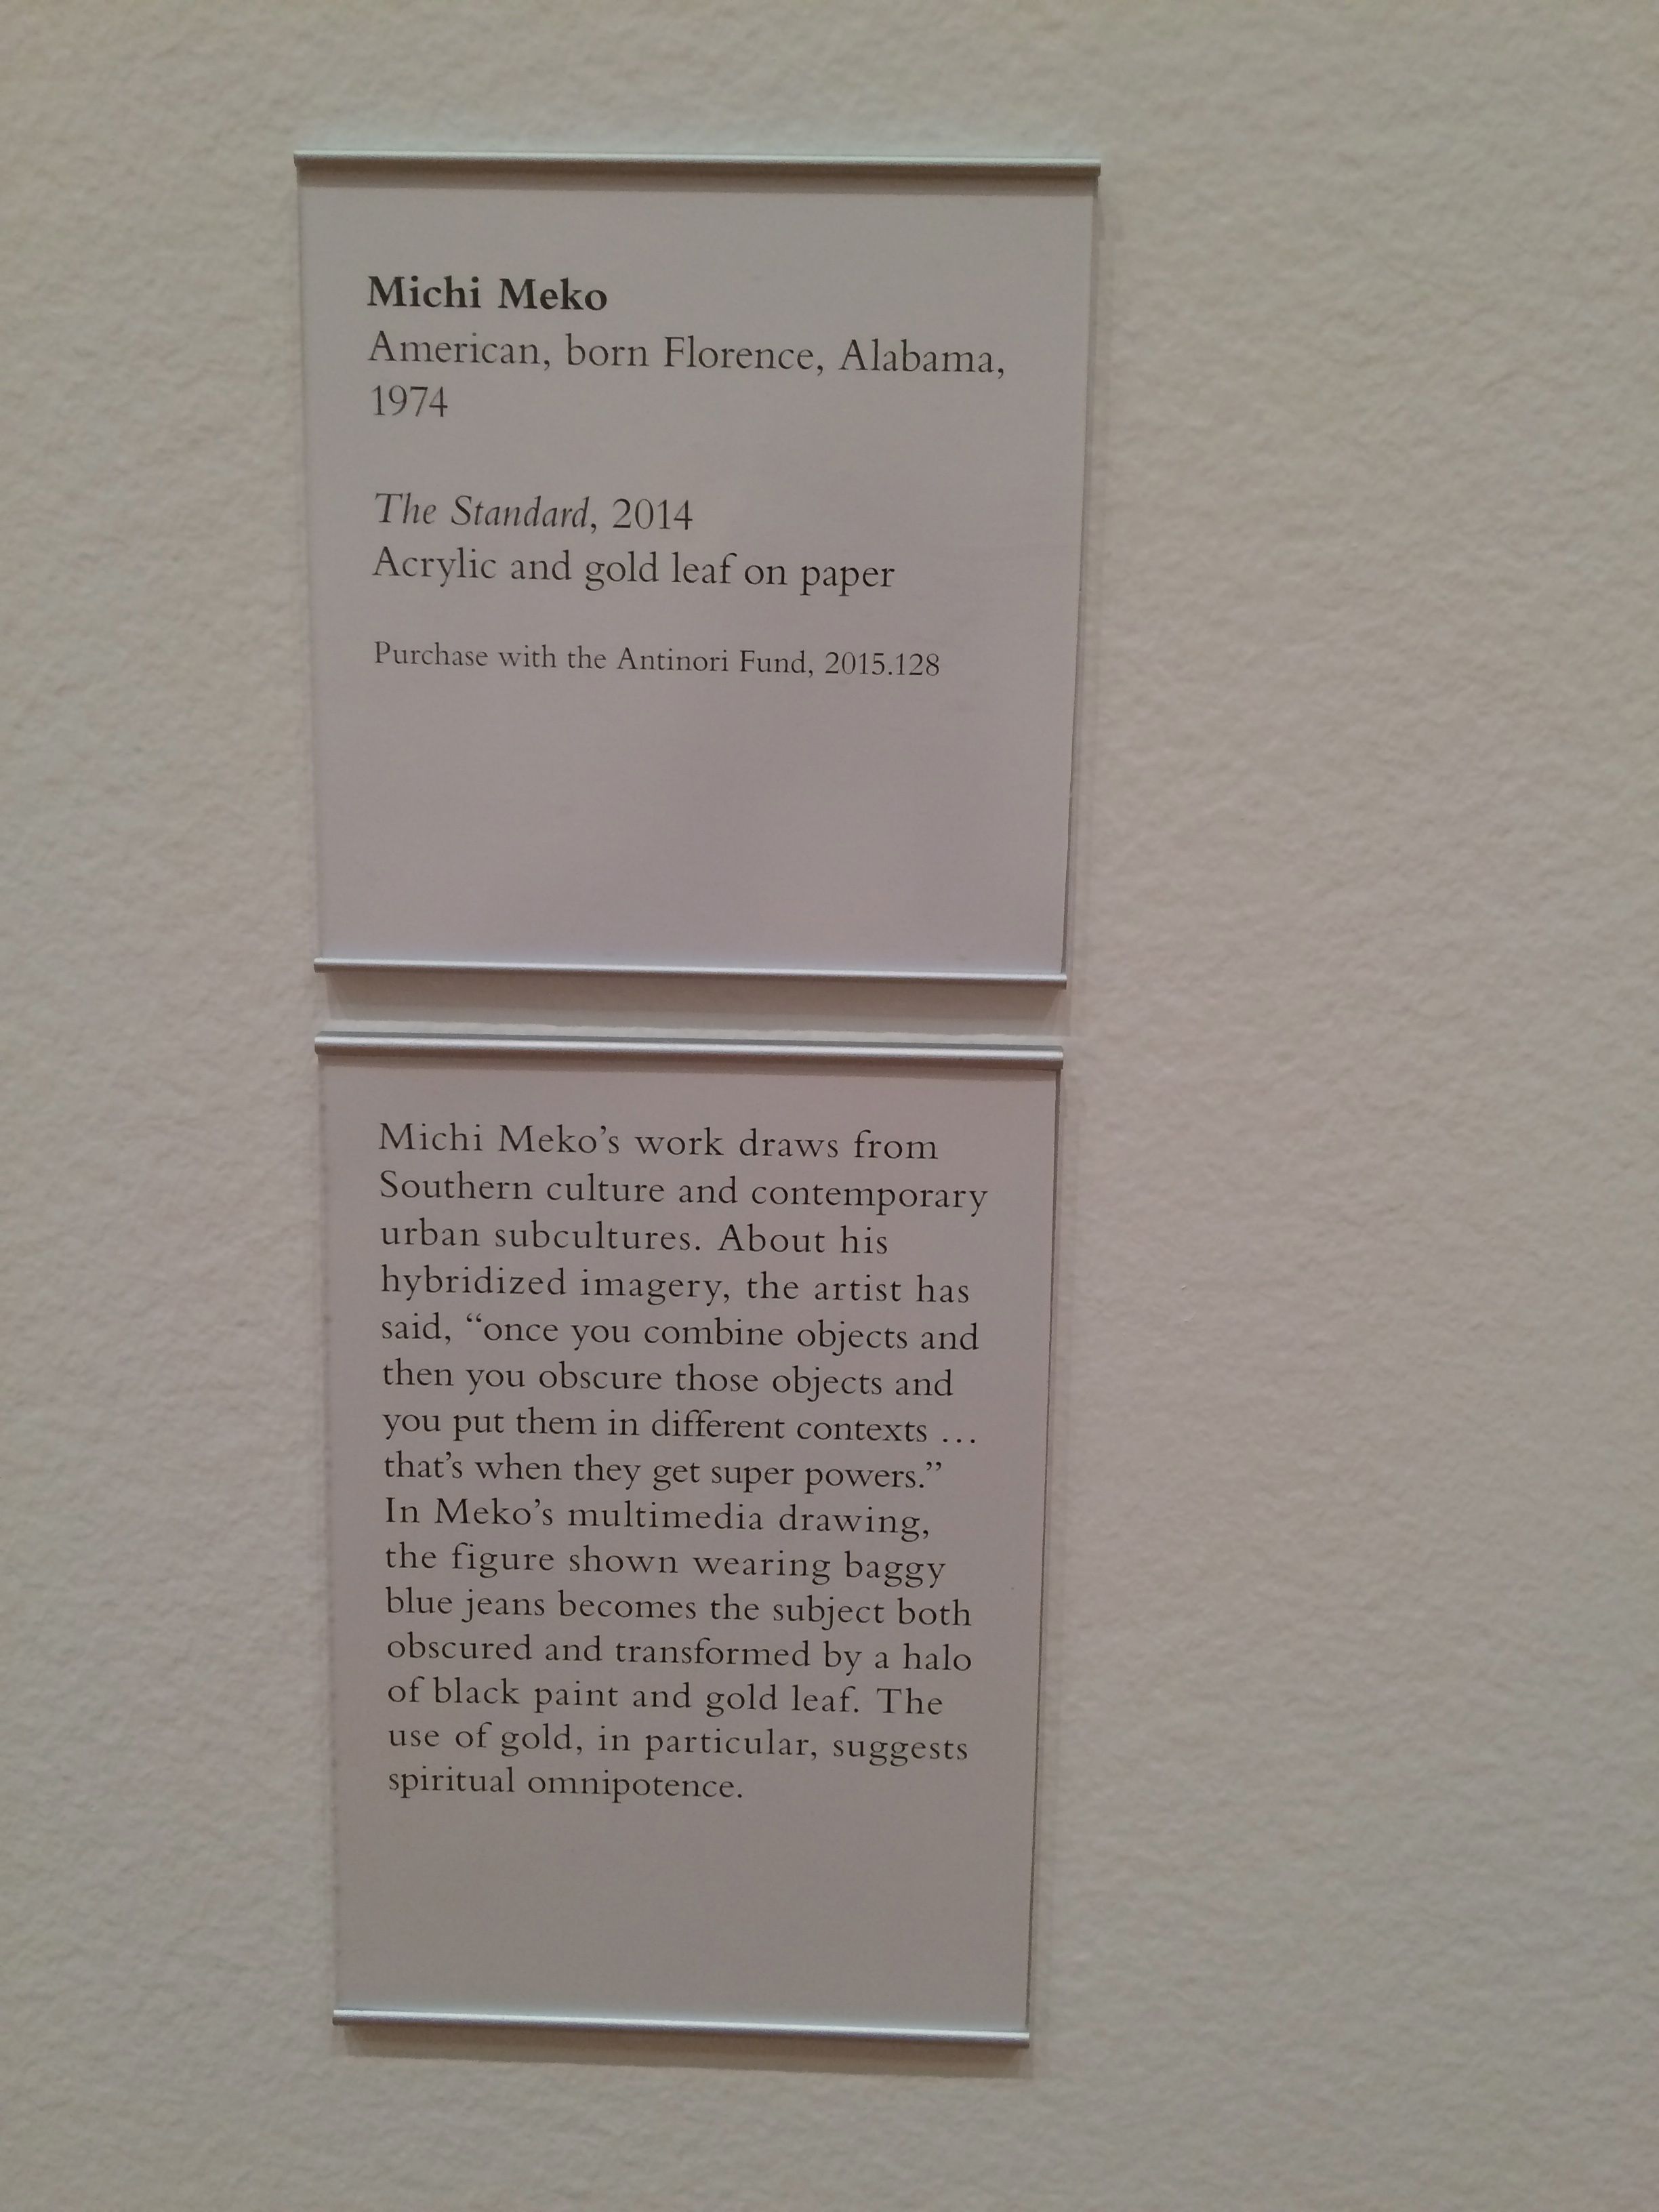 Michi Meko
American, born Florence, Alabama,
1974
The Standard, 2014
Acrylic and gold leaf on paper
Purchase with the Antinori Fund, 2015.128
Michi Meko’s work draws from
Southern culture and contemporary
urban subcultures. About his
hybridized imagery, the artist has
said, “once you combine objects and
then you obscure those objects and
you put them in different contexts …
that’s when they get super powers.”
In Meko’s multimedia drawing,
the figure shown wearing baggy
blue jeans becomes the subject both
obscured and transformed by a halo
of black paint and gold leaf. The
use of gold, in particular, suggests
spiritual omnipotence.